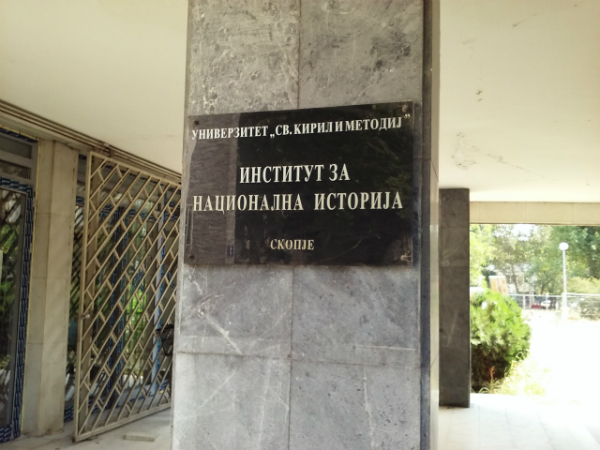 УНИВЕРЗИТЕТ „СВ. КИРИЛ И МЕТОДИЈ"
ИНСТИТУТ ЗА
НАЦИОНАЛНА ИСТОРИЈА
СКОПЈЕ